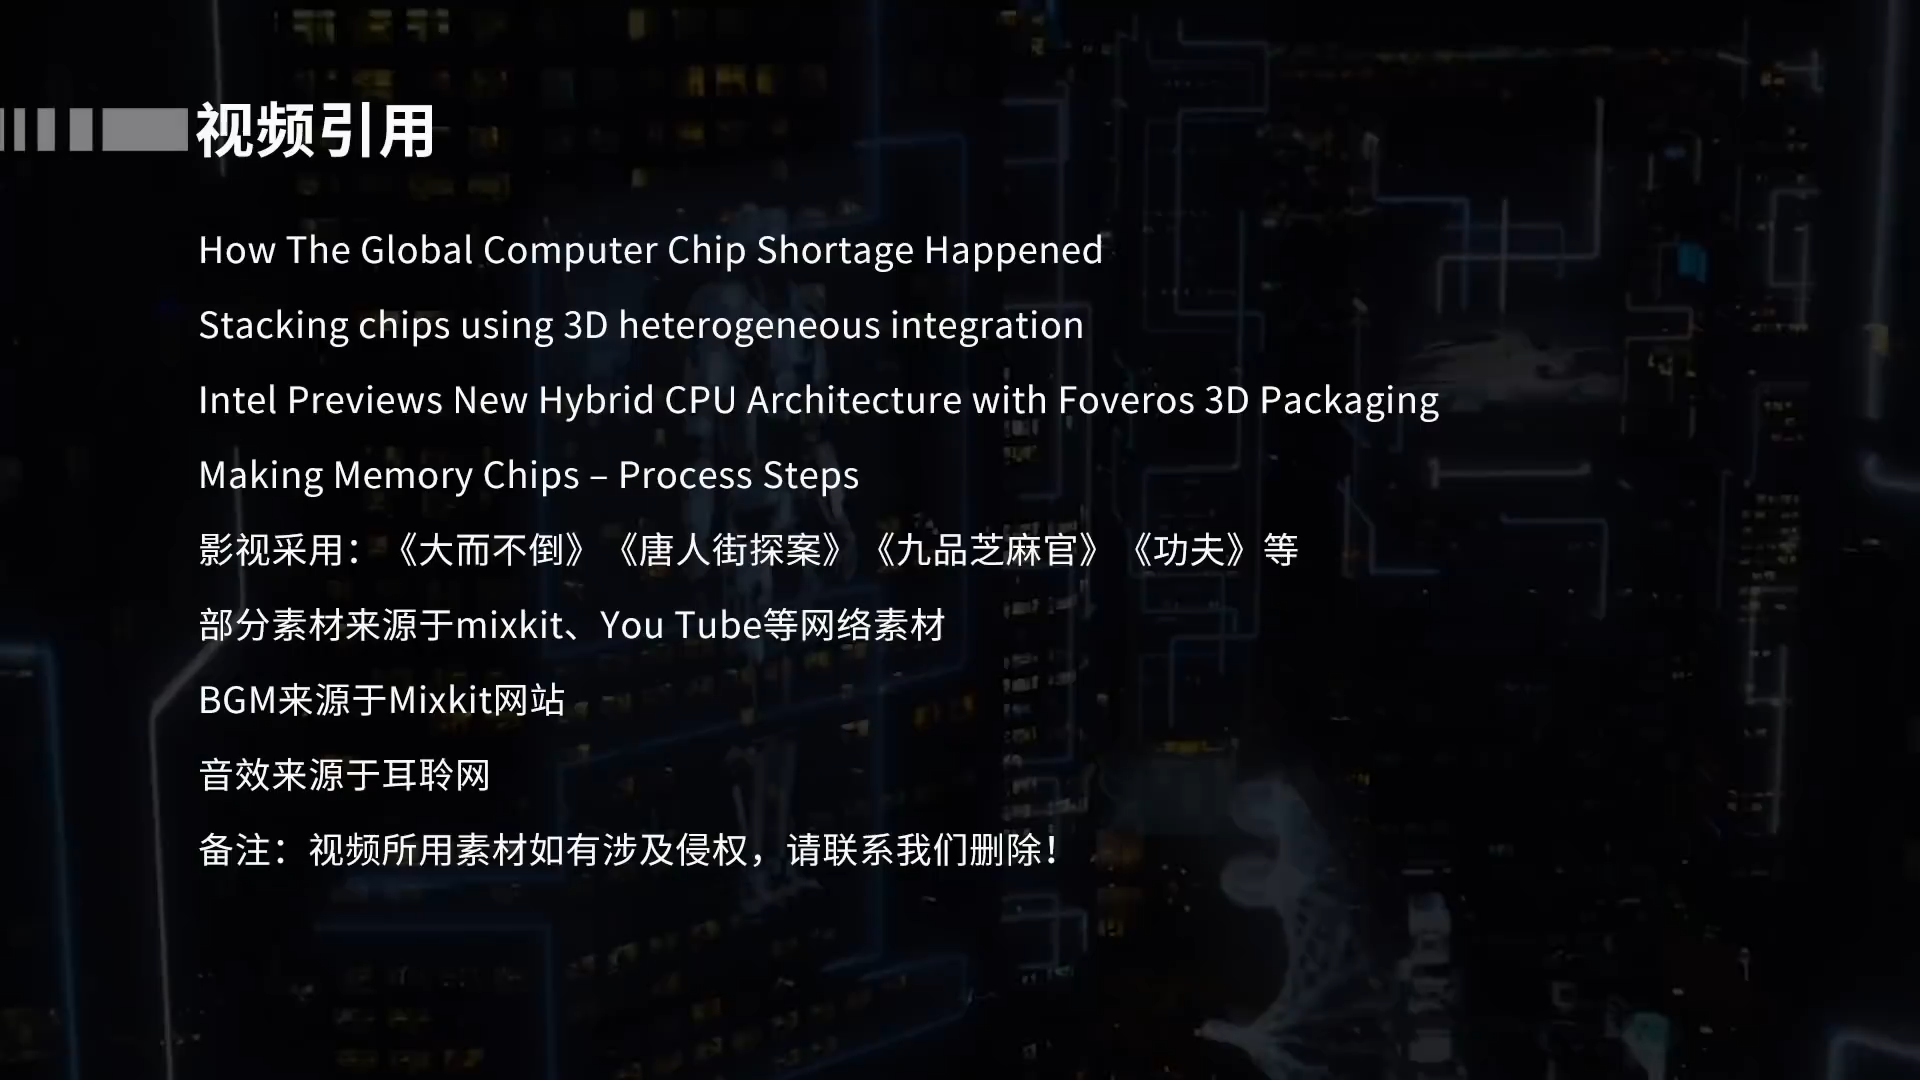 视频引用
How The Global Computer Chip Shortage Happened
Stacking chips using 3D heterogeneous integration
Intel Previews New Hybrid CPU Architecture with Foveros 3D Packaging
Making Memory Chips – Process Steps
影视采用：《大而不倒》《唐人街探案》《九品芝麻官》《功夫》等
部分素材来源于mixkit、You Tube等网络素材
BGM来源于Mixkit网站
音效来源于耳聆网
备注：视频所用素材如有涉及侵权，请联系我们删除！